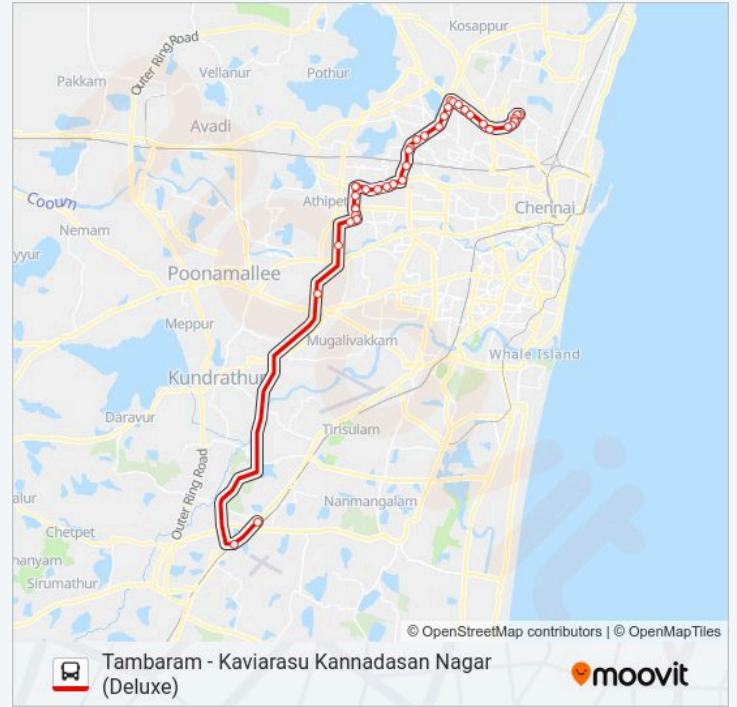 Kosappur
Outer Ring Road
Vellanur
Pothur
Pakkam
Avadi
Cooum
Athipet
Chennai
Nemam
yyur
Poonamallee
Meppur
Mugalivakkam
Whale Island
Kundrathur
Daravur
Tirisulam
Outer Ring Road
alur
Nanmangalam
Chetpet
hanyam
Sirumathur
© OpenStreetMap contributors | © OpenMapTiles
Tambaram - Kaviarasu Kannadasan Nagar
(Deluxe)
moovit